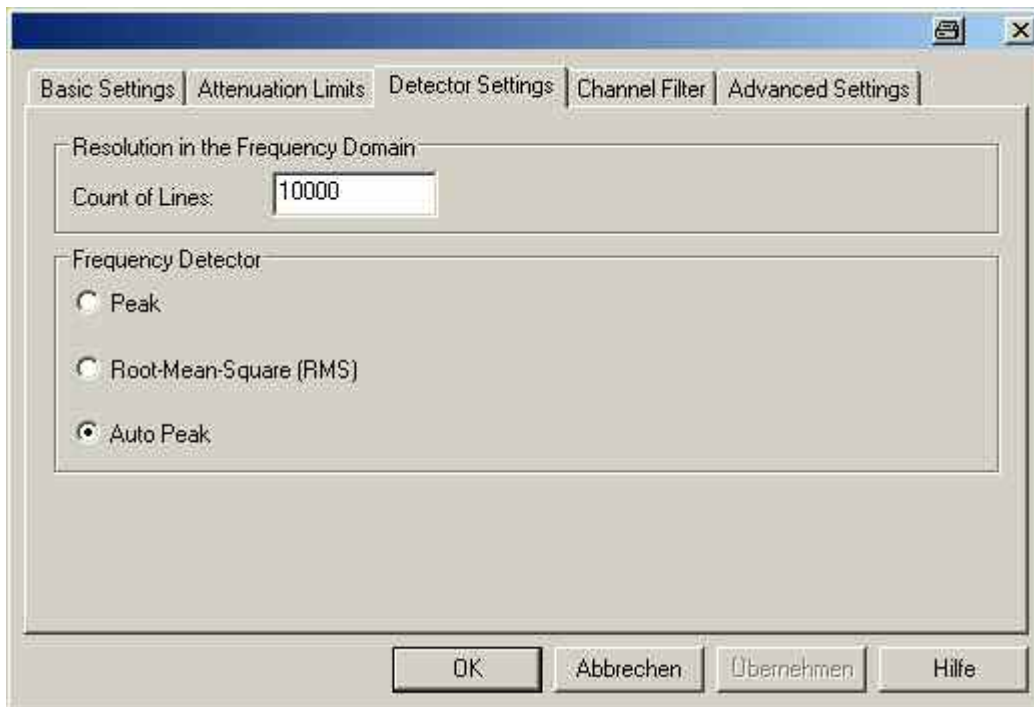 Basic Settings Attenuation Limits Detector Settings Channel Filter Advanced Settings
Resolution in the Frequency Domain
Count of Lines: 10000
Frequency Detector
Peak
Root-Mean-Square (RMS)
Auto Peak
OK Abbrechen Übernehmen Hilfe